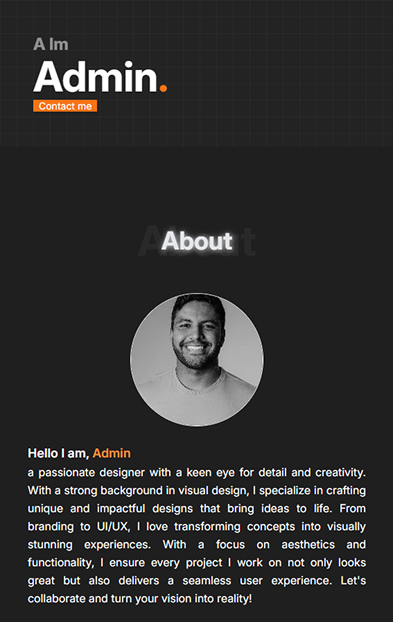 A Im
Admin.
Contact me
About
Hello I am, Admin
a passionate designer with a keen eye for detail and creativity.
With a strong background in visual design, I specialize in crafting
unique and impactful designs that bring ideas to life. From
branding to UI/UX, I love transforming concepts into visually
stunning experiences. With a focus on aesthetics and
functionality, I ensure every project I work on not only looks
great but also delivers a seamless user experience. Let's
collaborate and turn your vision into reality!